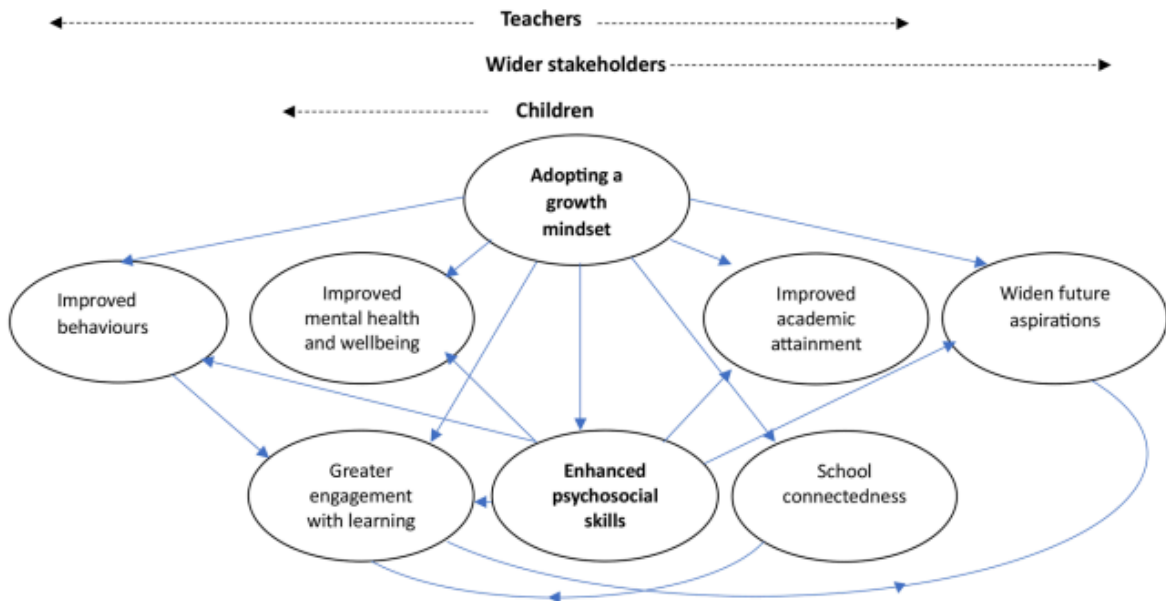 Teachers
Wider stakeholders
Children
Adopting a
growth
mindset
Improved
behaviours
Improved
mental health
and wellbeing
Improved
academic
attainment
Widen future
aspirations
Greater
engagement
with learning
Enhanced
psychosocial
skills
School
connectedness